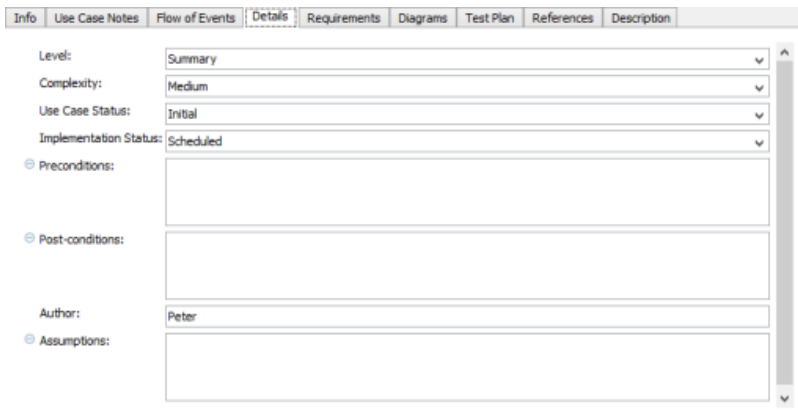 Info Use Case Notes Flow of Events Details Requirements Diagrams Test Plan References Description
Level: Summary
Complexity: Medium
Use Case Status: Initial
Implementation Status: Scheduled
Preconditions:
Post-conditions:
Author: Peter
Assumptions: